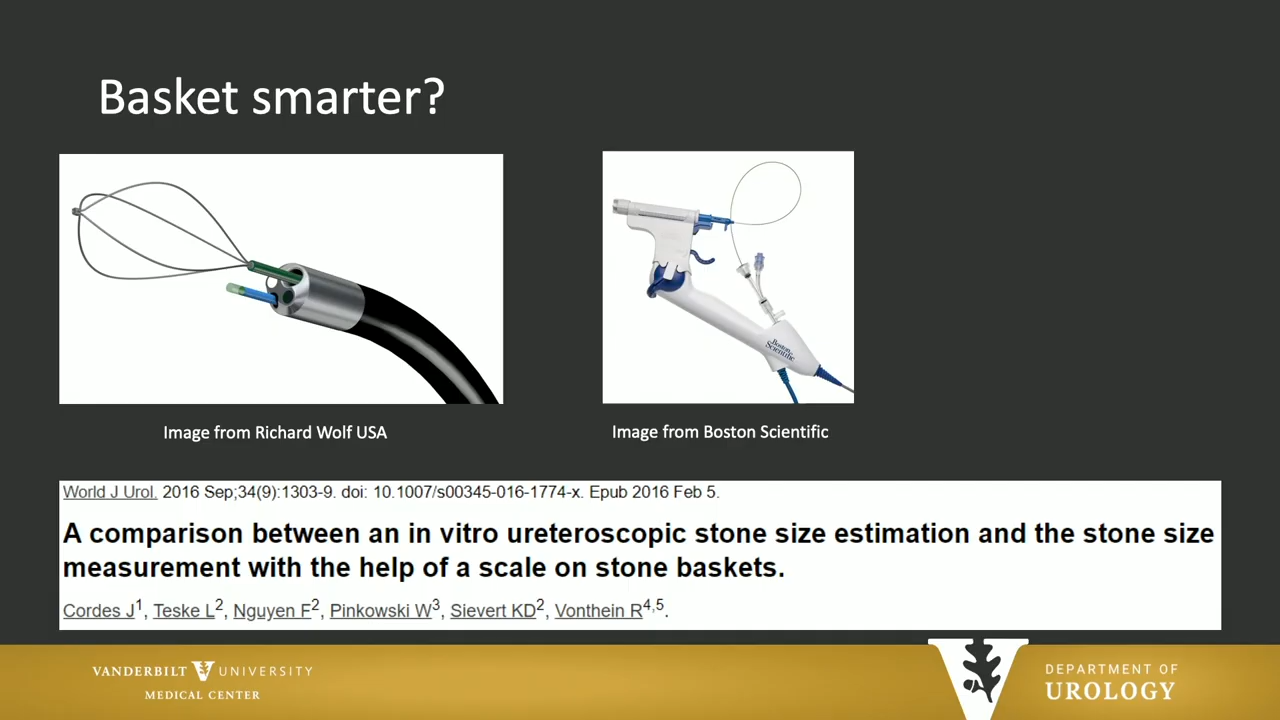 Basket smarter?
Boston
Scientific
Image from Richard Wolf USA
Image from Boston Scientific
World J Urol. 2016 Sep;34(9):1303-9. doi: 10.1007/s00345-016-1774-x. Epub 2016 Feb 5.
A comparison between an in vitro ureteroscopic stone size estimation and the stone size
measurement with the help of a scale on stone baskets.
Cordes J1, Teske L2, Nguyen F2, Pinkowski W3, Sievert KD2, Vonthein R4,5.
VANDERBILT V UNIVERSITY
MEDICAL CENTER
DEPARTMENT OF
UROLOGY